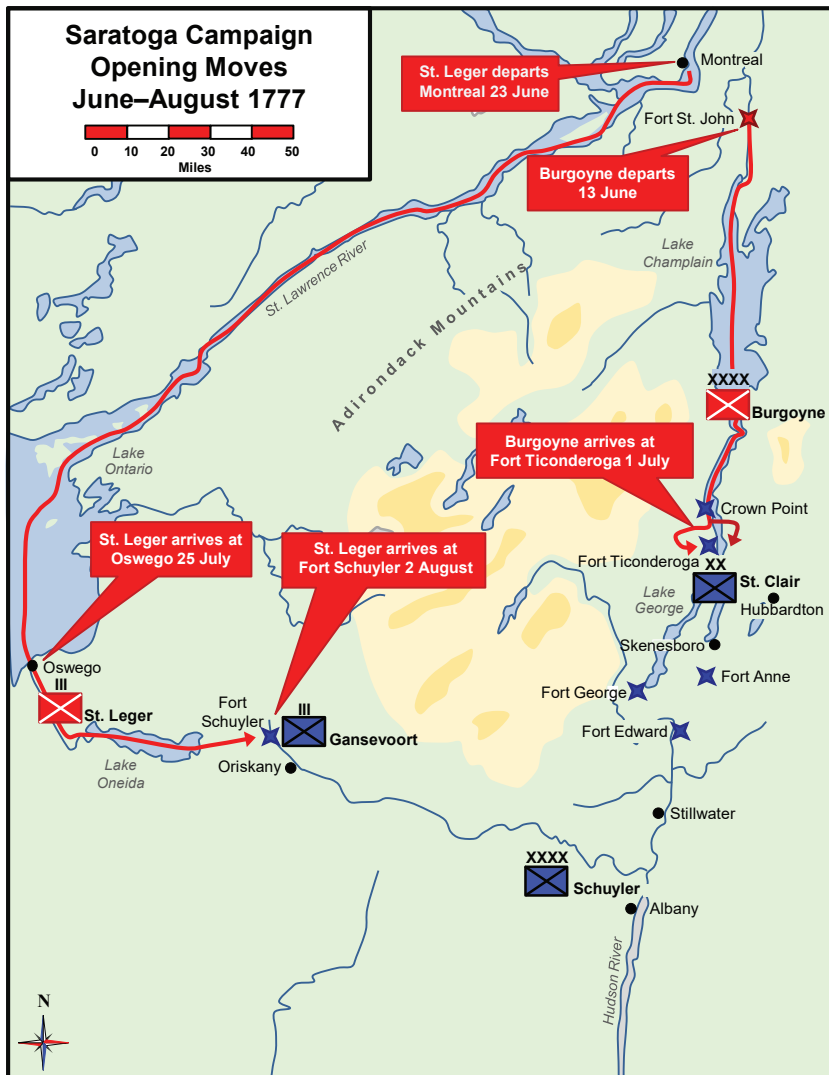 Saratoga Campaign
Opening Moves
June–August 1777
0 10 20 30 40 50
Miles
St. Leger departs
Montreal 23 June
Montreal
Fort St. John
Burgoyne departs
13 June
Lake
Champlain
St. Lawrence River
Adirondack Mountains
XXXX
Burgoyne
Burgoyne arrives at
Fort Ticonderoga 1 July
Lake
Ontario
Crown Point
St. Leger arrives at
Oswego 25 July
St. Leger arrives at
Fort Schuyler 2 August
Fort Ticonderoga
XX
St. Clair
Lake
George
Hubbardton
Skenesboro
Oswego
III
St. Leger
Fort Anne
Fort George
Fort
Schuyler
III
Gansevoort
Fort Edward
Lake
Oneida
Oriskany
Stillwater
XXXX
Schuyler
Albany
Hudson River
N